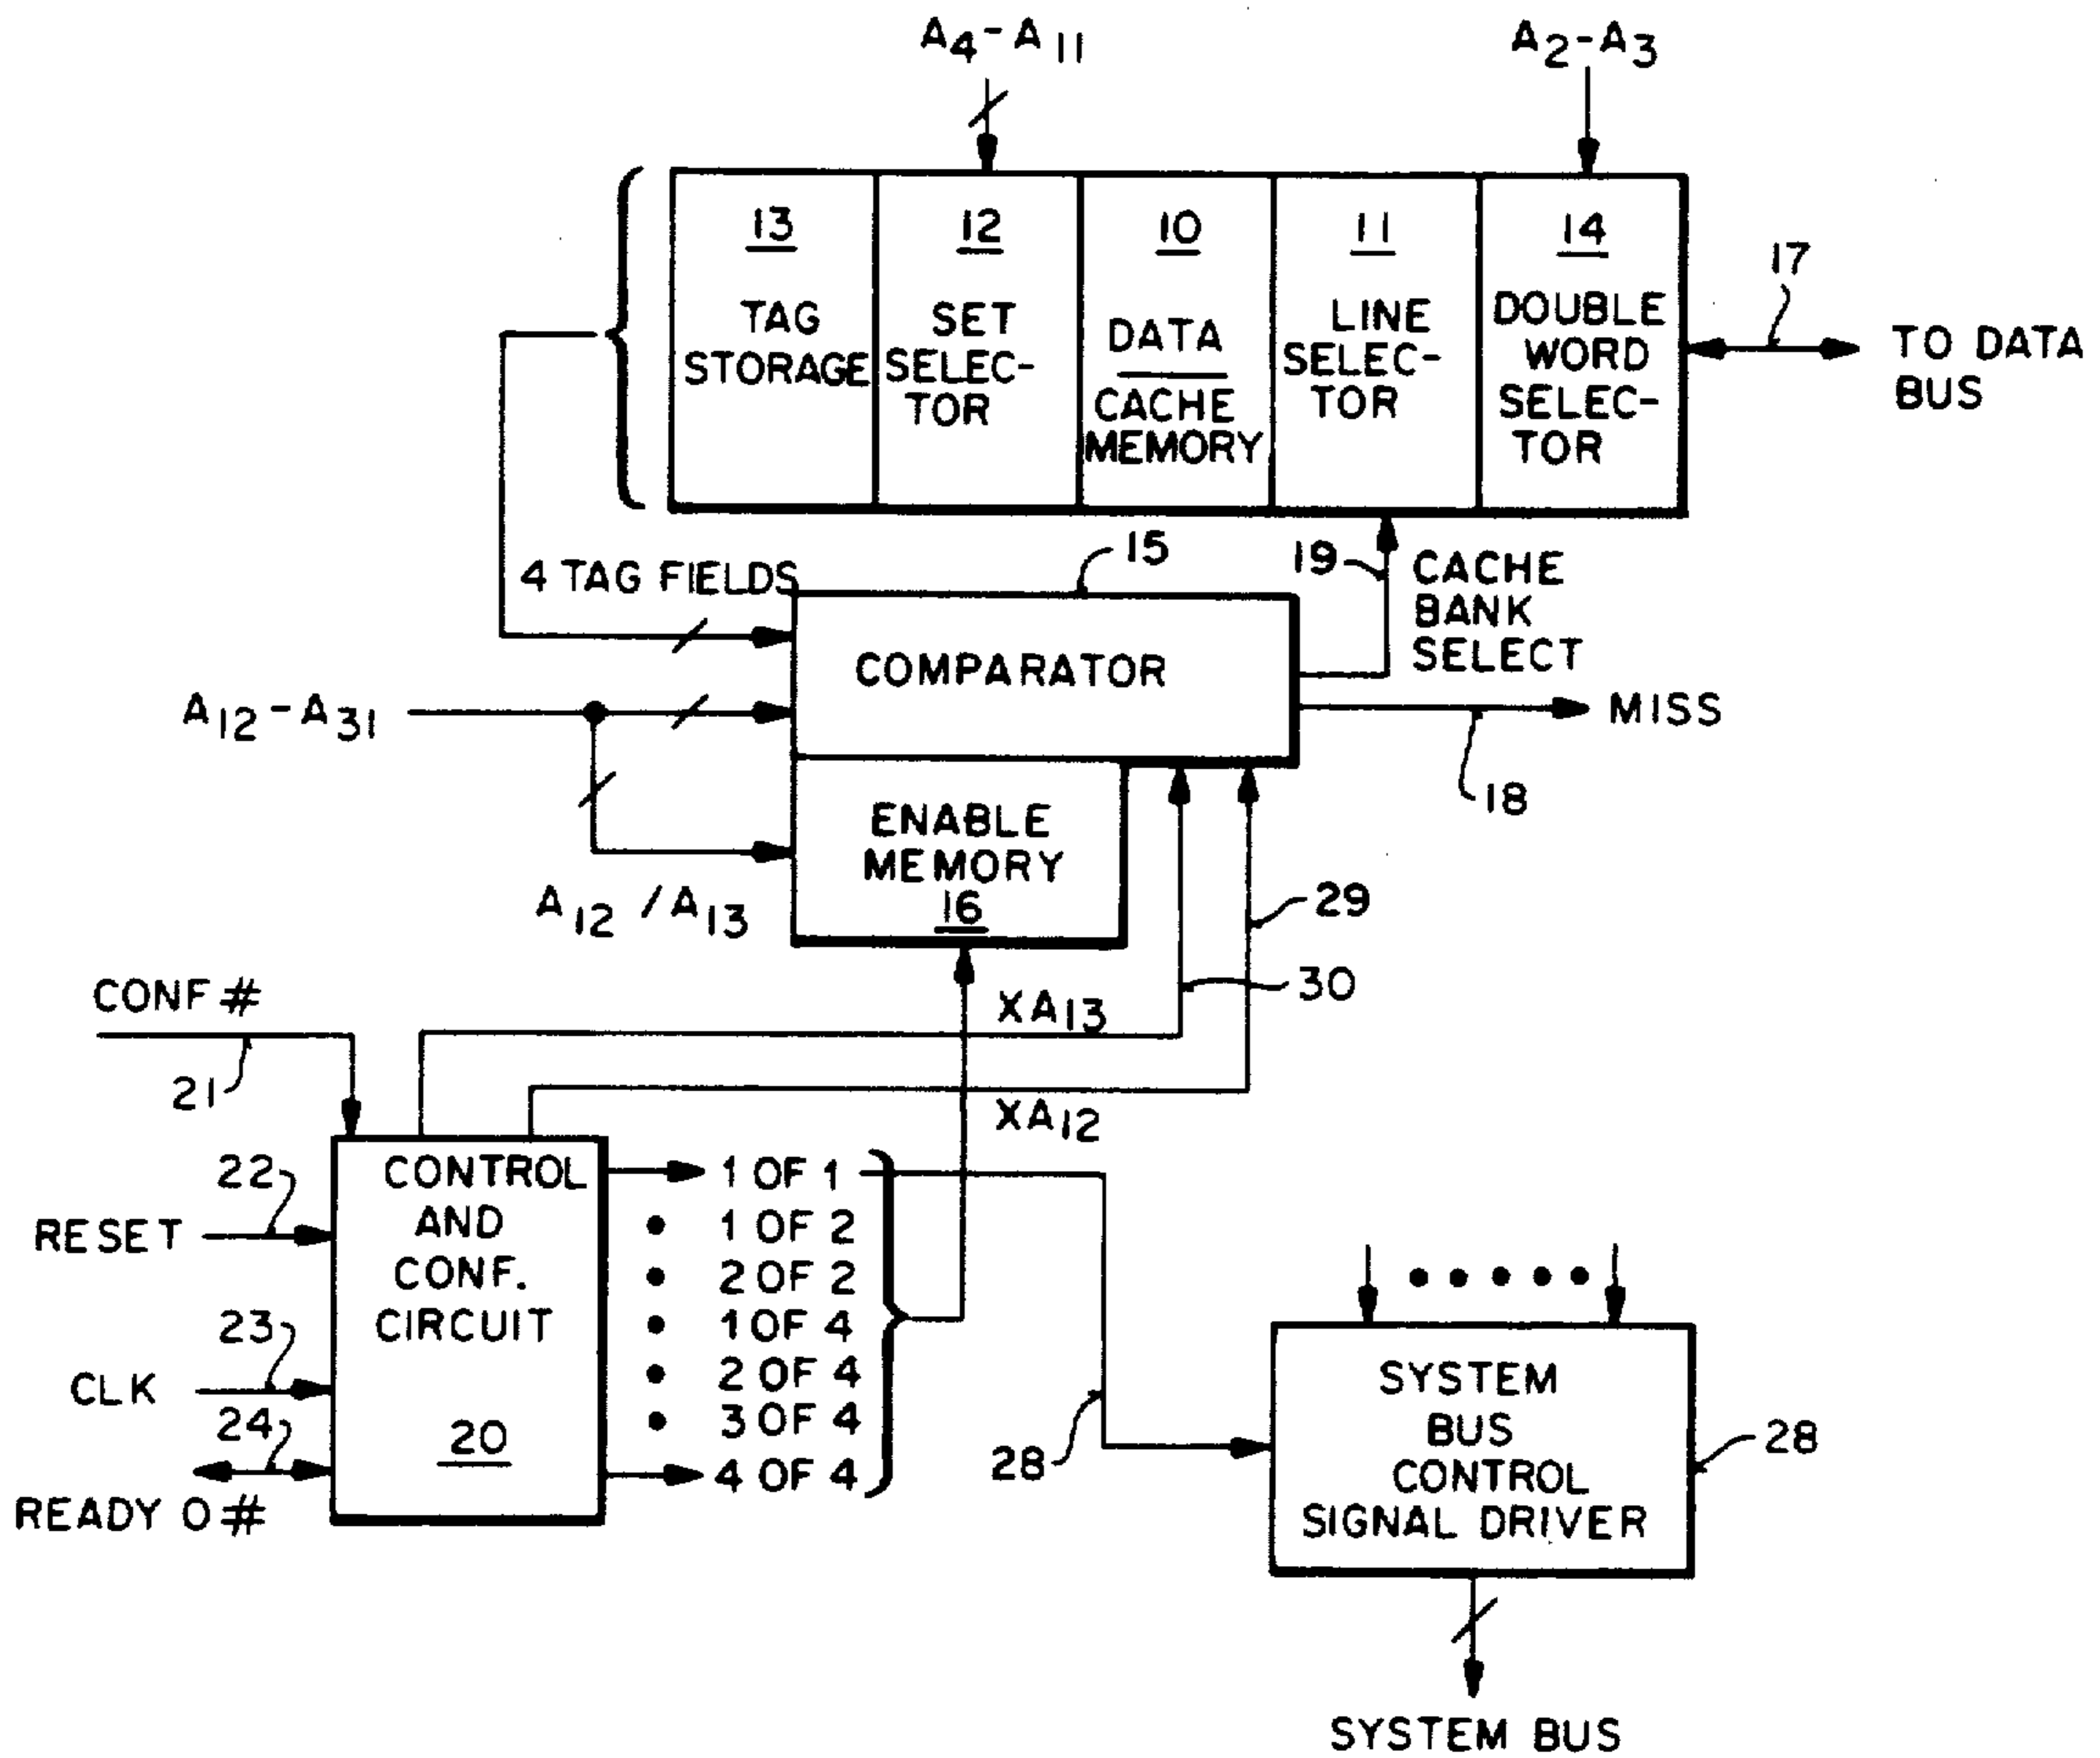 A4-A11
A2-A3
13
TAG
STORAGE
12
SET
SELEC-
TOR
10
DATA
CACHE
MEMORY
11
LINE
SELEC-
TOR
14
DOUBLE
WORD
SELEC-
TOR
17
TO DATA
BUS
4 TAG FIELDS
15
19
CACHE
BANK
SELECT
COMPARATOR
A12-A31
MISS
18
ENABLE
MEMORY
16
A12/A13
29
30
CONF#
21
XA13
XA12
22
RESET
23
CLK
24
READY O#
CONTROL
AND
CONF.
CIRCUIT
20
1 OF 1
1 OF 2
2 OF 2
1 OF 4
2 OF 4
3 OF 4
4 OF 4
28
SYSTEM
BUS
CONTROL
SIGNAL DRIVER
28
SYSTEM BUS